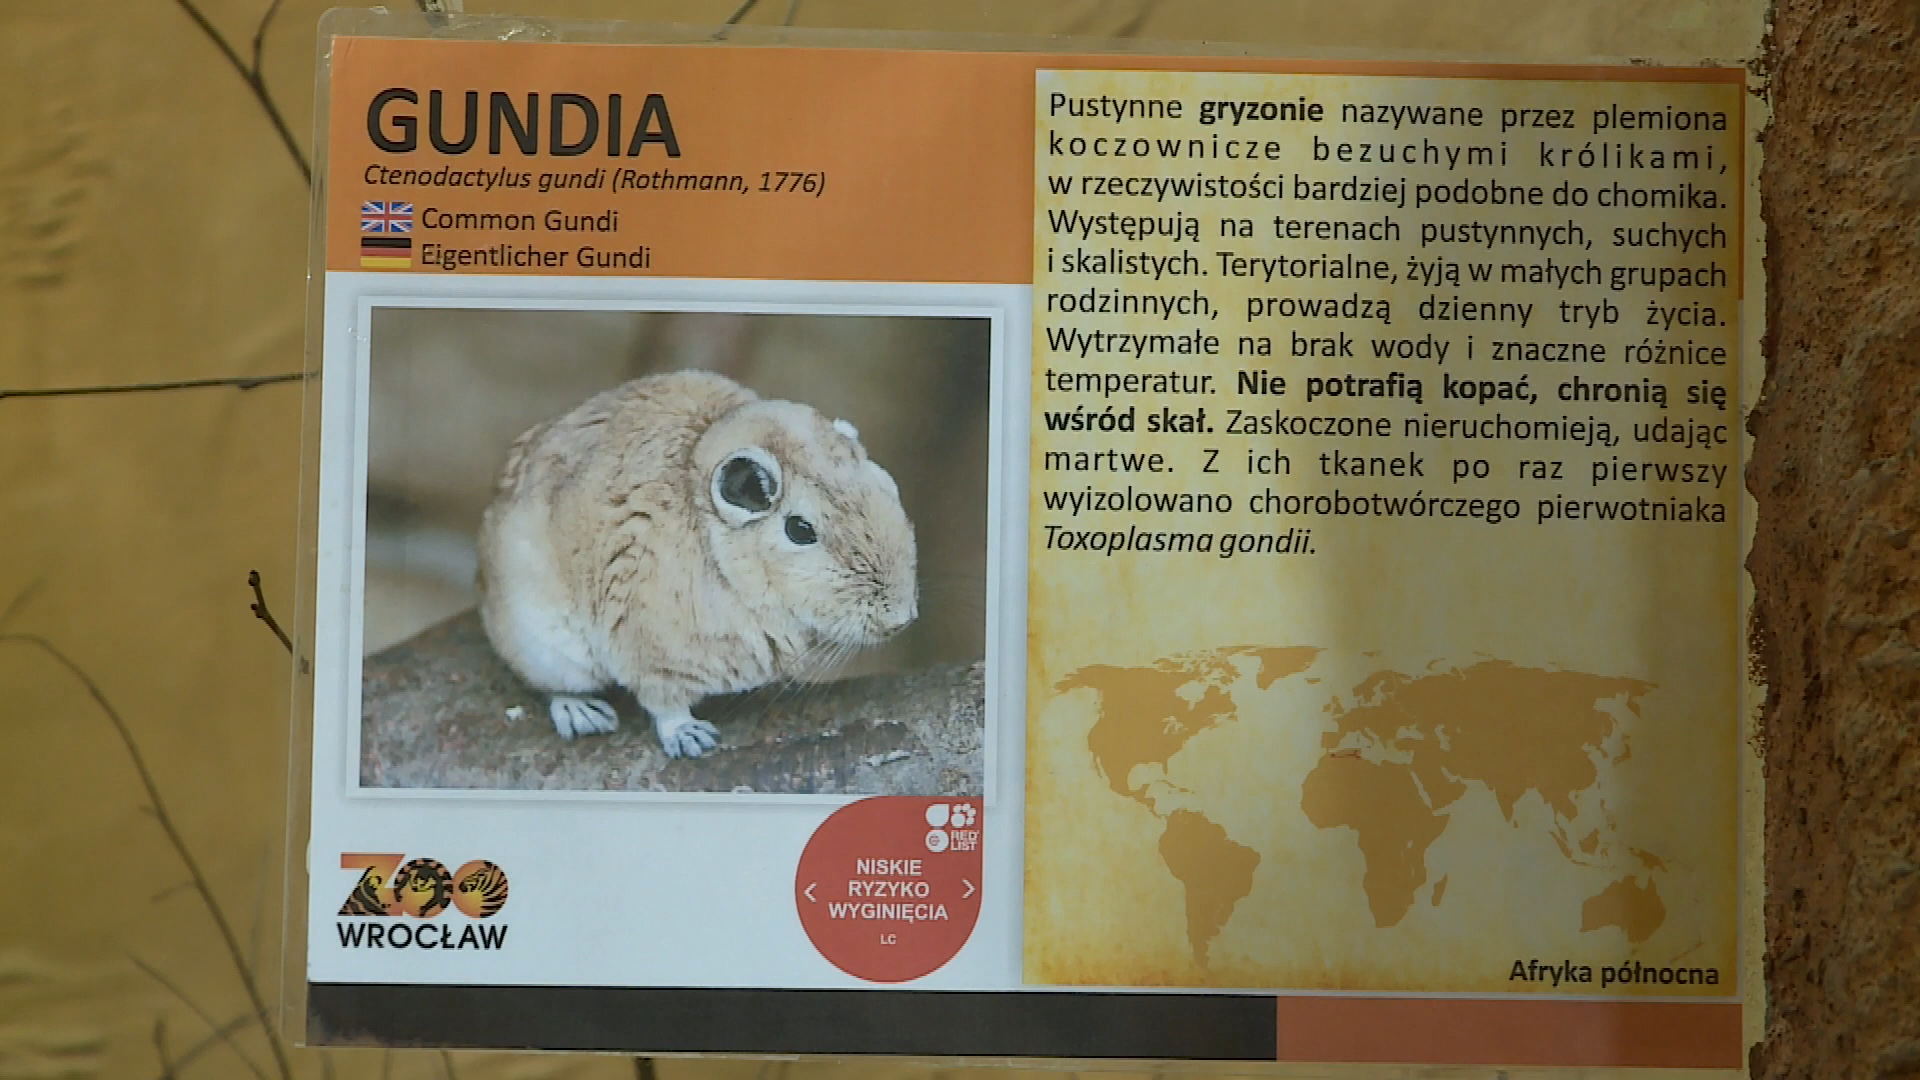 GUNDIA
Ctenodactylus gundi (Rothmann, 1776)
Common Gundi
Eigentlicher Gundi
Pustynne gryzonie nazywane przez plemiona
koczownicze bezuchymi królikami,
w rzeczywistości bardziej podobne do chomika.
Występują na terenach pustynnych, suchych
i skalistych. Terytorialne, żyją w małych grupach
rodzinnych, prowadzą dzienny tryb życia.
Wytrzymałe na brak wody i znaczne różnice
temperatur. Nie potrafią kopać, chronią się
wśród skał. Zaskoczone nieruchomieją, udając
martwe. Z ich tkanek po raz pierwszy
wyizolowano chorobotwórczego pierwotniaka
Toxoplasma gondii.
RED
LIST
NISKIE
< RYZYKO >
WYGINIĘCIA
LC
ZOO
WROCŁAW
Afryka północna